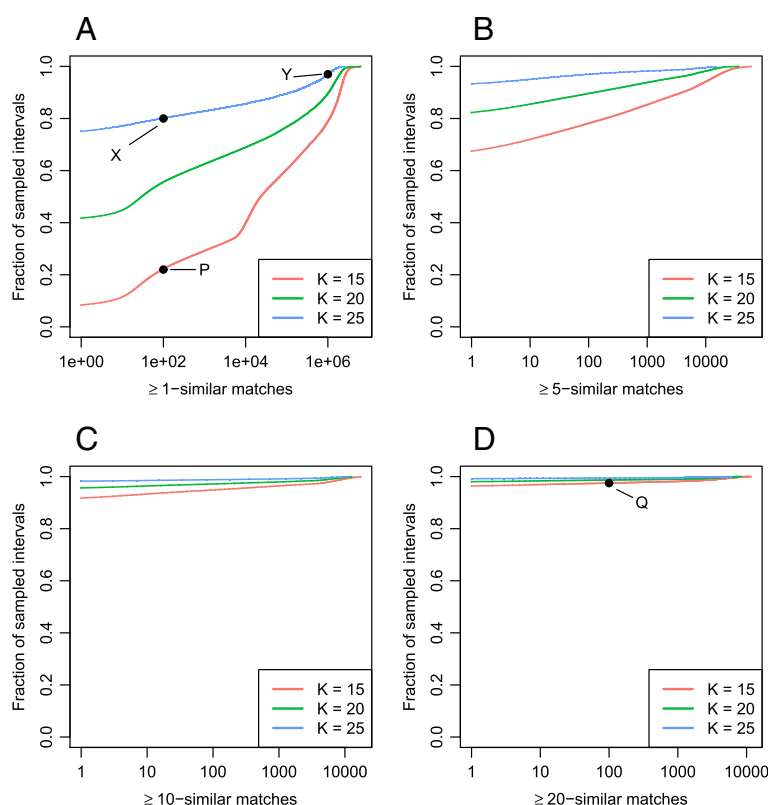 A
Fraction of sampled intervals
0.0 0.2 0.4 0.6 0.8 1.0
X
Y
P
K = 15
K = 20
K = 25
1e+00 1e+02 1e+04 1e+06
≥ 1−similar matches
B
Fraction of sampled intervals
0.0 0.2 0.4 0.6 0.8 1.0
K = 15
K = 20
K = 25
1 10 100 1000 10000
≥ 5−similar matches
C
Fraction of sampled intervals
0.0 0.2 0.4 0.6 0.8 1.0
K = 15
K = 20
K = 25
1 10 100 1000 10000
≥ 10−similar matches
D
Fraction of sampled intervals
0.0 0.2 0.4 0.6 0.8 1.0
Q
K = 15
K = 20
K = 25
1 10 100 1000 10000
≥ 20−similar matches